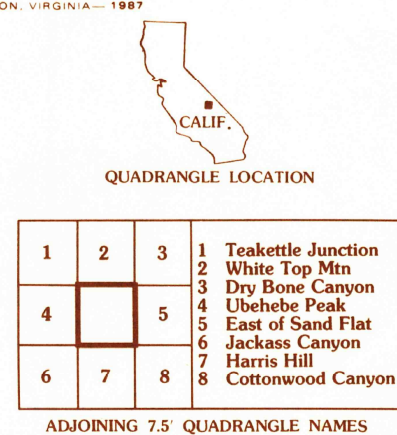 ON, VIRGINIA— 1987
CALIF.
QUADRANGLE LOCATION
1 2 3
4 5
6 7 8
1 Teakettle Junction
2 White Top Mtn
3 Dry Bone Canyon
4 Ubehebe Peak
5 East of Sand Flat
6 Jackass Canyon
7 Harris Hill
8 Cottonwood Canyon
ADJOINING 7.5' QUADRANGLE NAMES